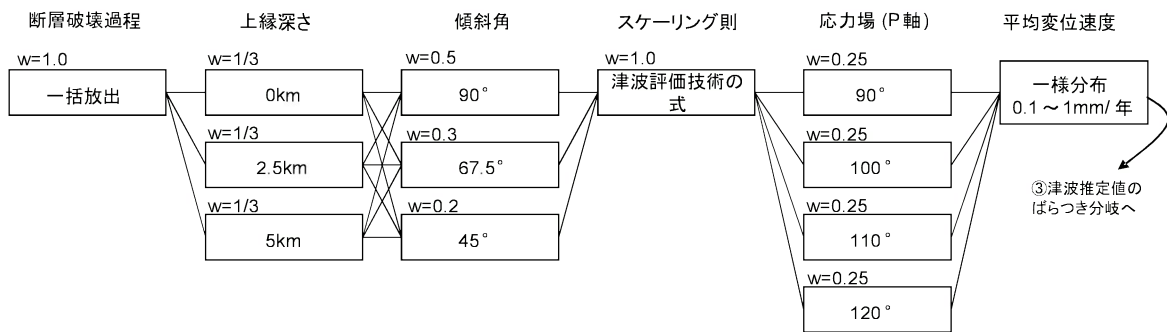 断層破壊過程
上縁深さ
傾斜角
スケーリング則
応力場 (P軸)
平均変位速度
w=1.0
一括放出
w=1/3
0km
w=1/3
2.5km
w=1/3
5km
w=0.5
90°
w=0.3
67.5°
w=0.2
45°
w=1.0
津波評価技術の
式
w=0.25
90°
w=0.25
100°
w=0.25
110°
w=0.25
120°
一様分布
0.1～1mm/年
③津波推定値の
ばらつき分岐へ